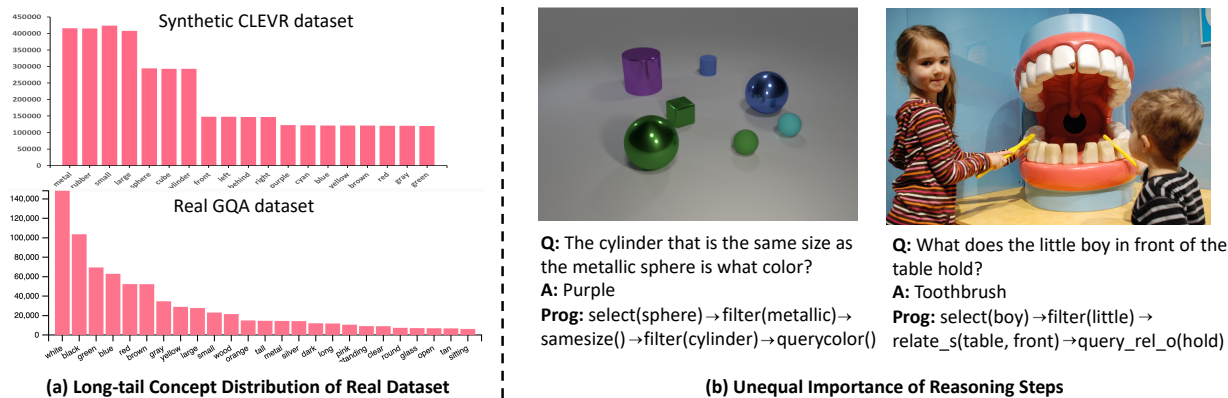 Synthetic CLEVR dataset
450000
400000
350000
300000
250000
200000
150000
100000
50000
0
metal rubber small large sphere cube cylinder front left behind right purple cyan blue yellow brown red gray green
Real GQA dataset
140,000
120,000
100,000
80,000
60,000
40,000
20,000
0
white black green blue red brown gray yellow large small wood orange tall metal silver dark long pink standing clear round glass open tan sitting
(a) Long-tail Concept Distribution of Real Dataset
Q: The cylinder that is the same size as
the metallic sphere is what color?
A: Purple
Prog: select(sphere)→filter(metallic)→
samesize()→filter(cylinder)→querycolor()
Q: What does the little boy in front of the
table hold?
A: Toothbrush
Prog: select(boy)→filter(little)→
relate_s(table, front)→query_rel_o(hold)
(b) Unequal Importance of Reasoning Steps